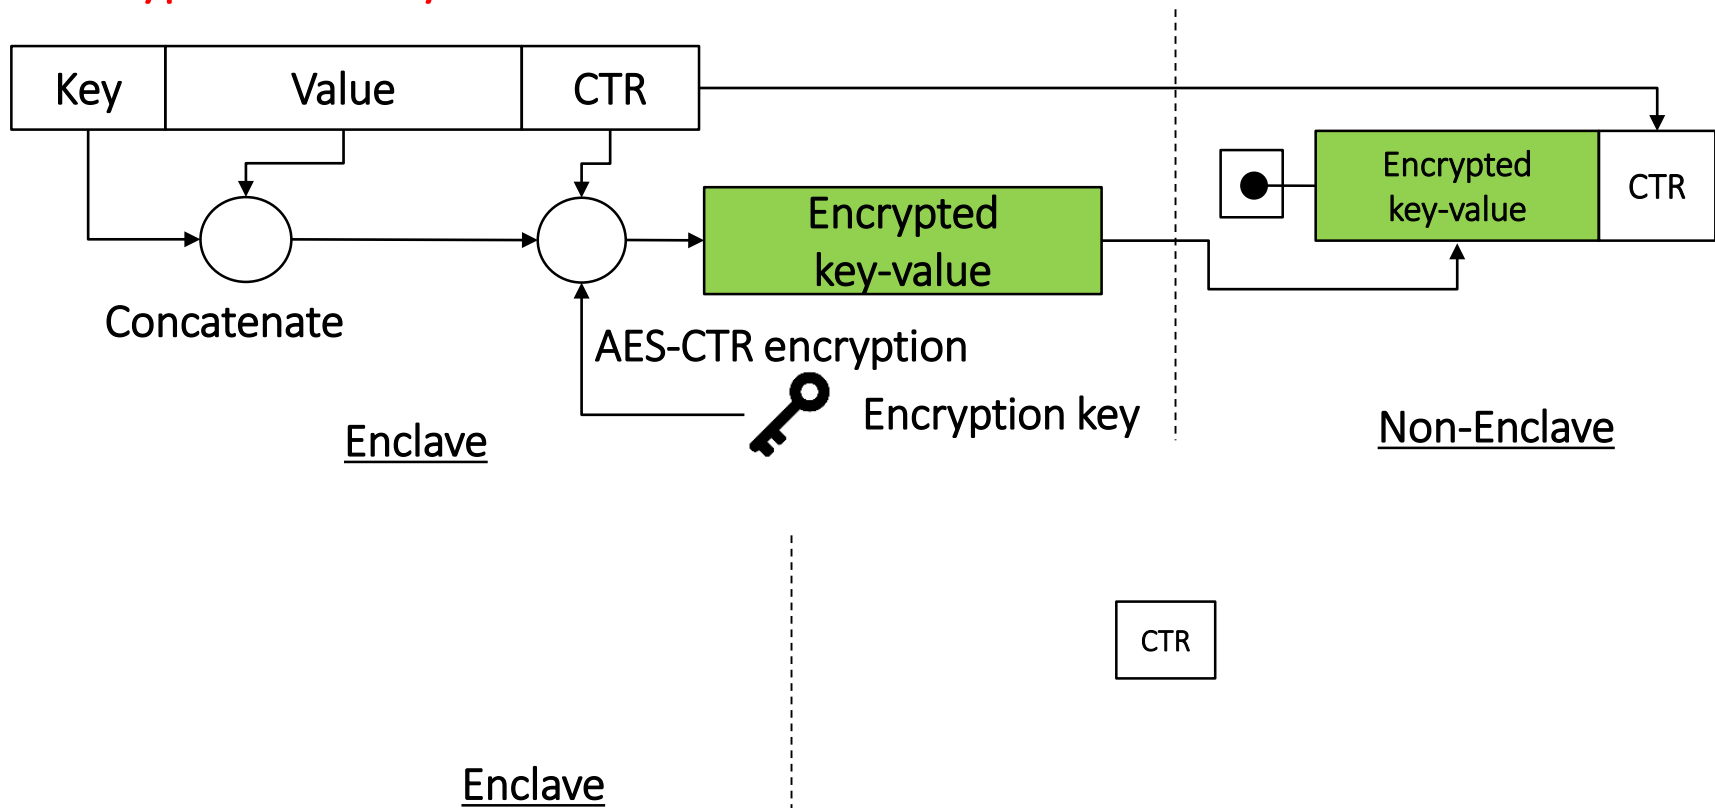 Key
Value
CTR
Encrypted
key-value
CTR
Encrypted
key-value
Concatenate
AES-CTR encryption
Encryption key
Enclave
Non-Enclave
CTR
Enclave